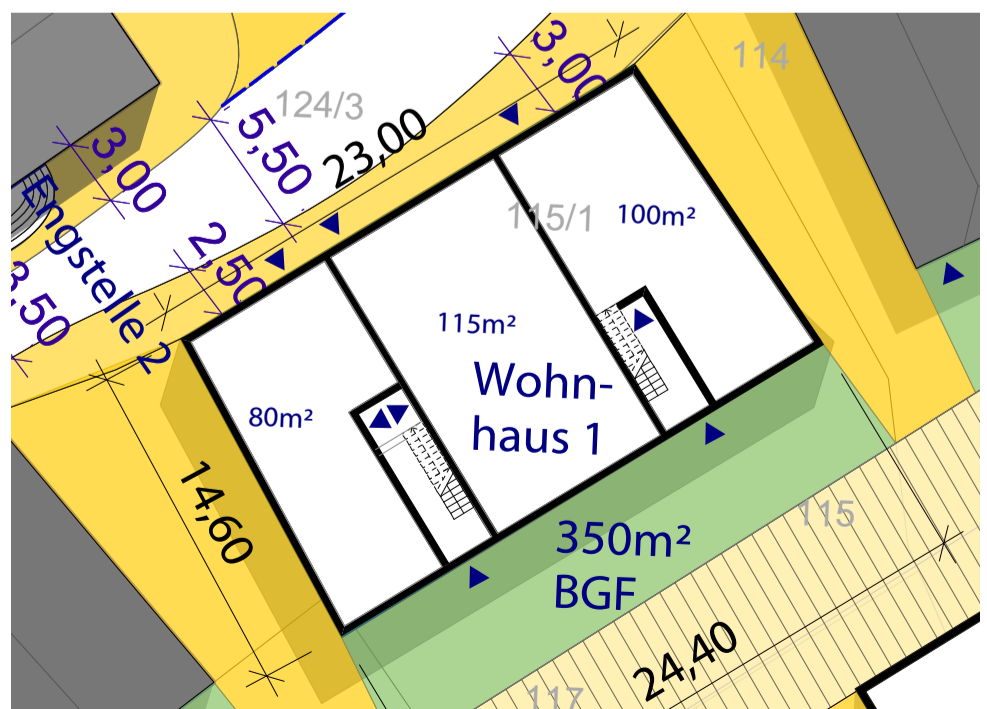 3,00
114
124/3
5,50
23,00
3,00
Engstelle 2
2,50
3,50
115/1
100m²
115m²
80m²
Wohn-
haus 1
14,60
350m²
BGF
115
24,40
117